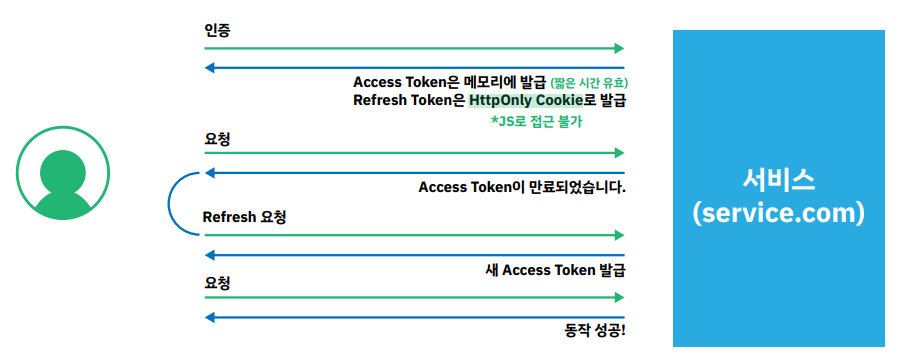 인증
Access Token은 메모리에 발급 (짧은 시간 유효)
Refresh Token은 HttpOnly Cookie로 발급
*JS로 접근 불가
요청
Access Token이 만료되었습니다.
Refresh 요청
새 Access Token 발급
요청
동작 성공!
서비스
(service.com)